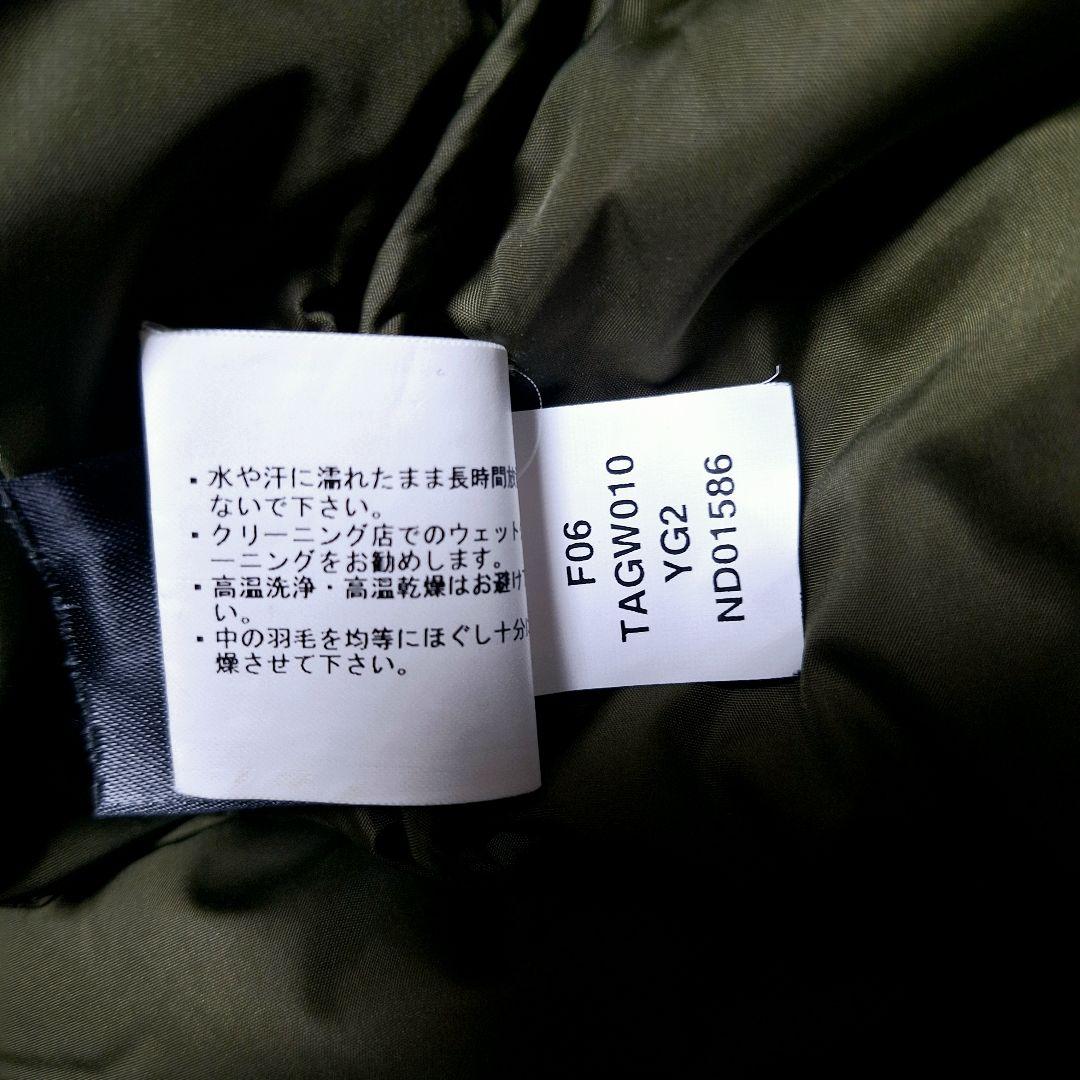 ▪ 水や汗に濡れたまま長時間放
ないで下さい。
▪ クリーニング店でのウェット
ーニングをお勧めします。
▪ 高温洗浄・高温乾燥はお避け
い。
▪ 中の羽毛を均等にほぐし十分
燥させて下さい。
F06
TAGW010
YG2
ND01586